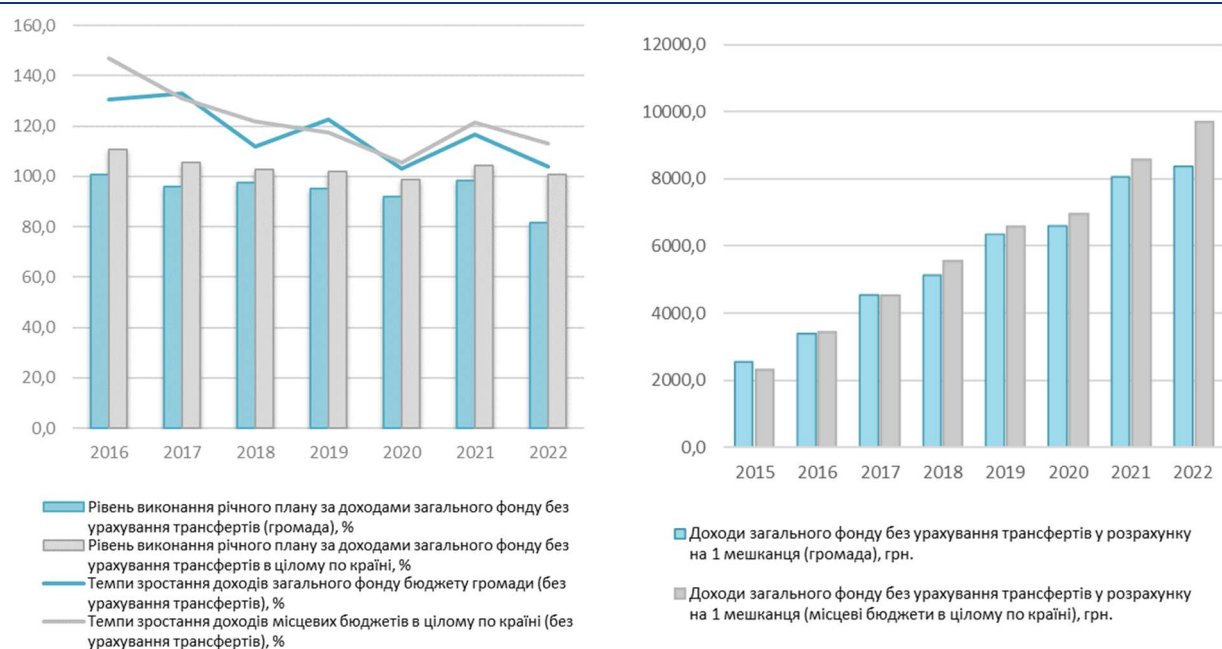 160,0
140,0
120,0
100,0
80,0
60,0
40,0
20,0
0,0
2016 2017 2018 2019 2020 2021 2022
Рівень виконання річного плану за доходами загального фонду без
урахування трансфертів (громада), %
Рівень виконання річного плану за доходами загального фонду без
урахування трансфертів в цілому по країні, %
Темпи зростання доходів загального фонду бюджету громади (без
урахування трансфертів), %
Темпи зростання доходів місцевих бюджетів в цілому по країні (без
урахування трансфертів), %
12000,0
10000,0
8000,0
6000,0
4000,0
2000,0
0,0
2015 2016 2017 2018 2019 2020 2021 2022
Доходи загального фонду без урахування трансфертів у розрахунку
на 1 мешканця (громада), грн.
Доходи загального фонду без урахування трансфертів у розрахунку
на 1 мешканця (місцеві бюджети в цілому по країні), грн.